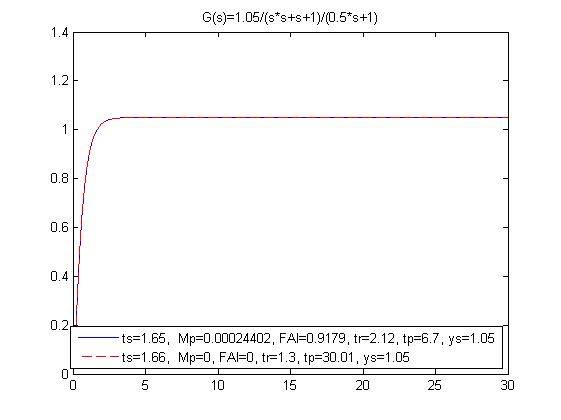 G(s)=1.05/(s*s+s+1)/(0.5*s+1)
1.4
1.2
1
0.8
0.6
0.4
0.2
0
ts=1.65, Mp=0.00024402, FAI=0.9179, tr=2.12, tp=6.7, ys=1.05
ts=1.66, Mp=0, FAI=0, tr=1.3, tp=30.01, ys=1.05
0 5 10 15 20 25 30